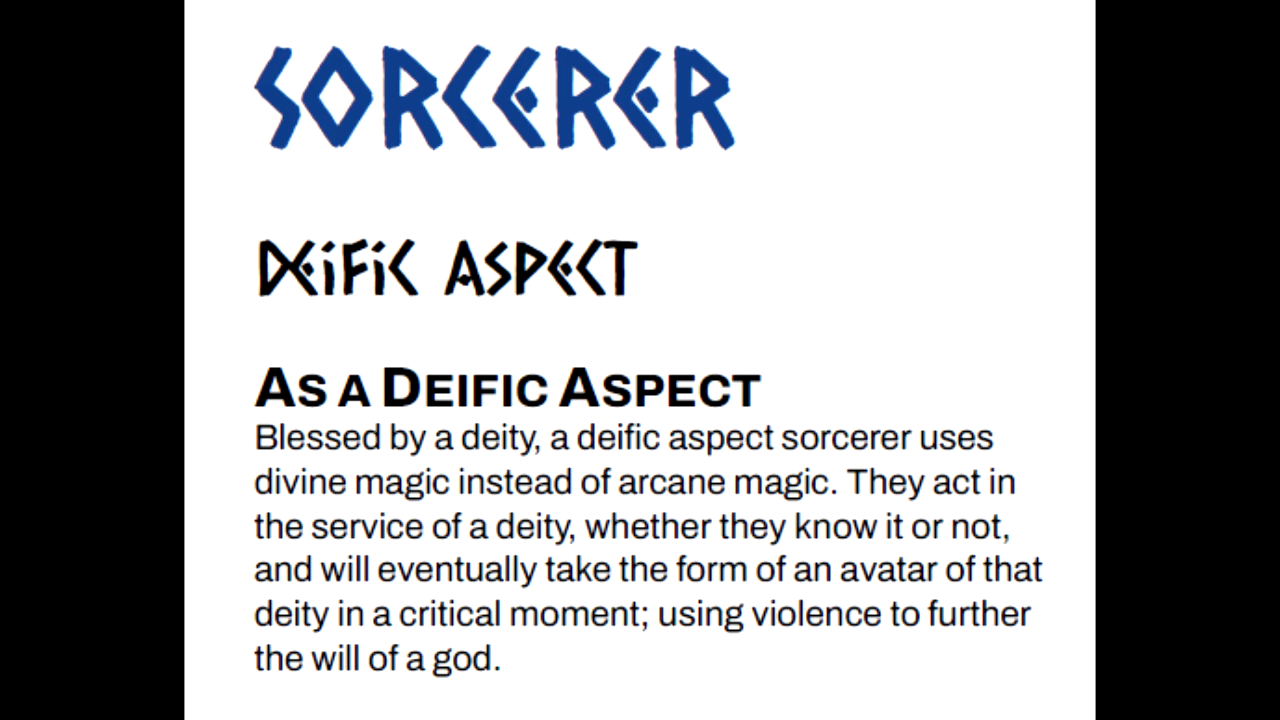 SORCERER
DEiFiC ASPECT
AS A DEIFIC ASPECT
Blessed by a deity, a deific aspect sorcerer uses
divine magic instead of arcane magic. They act in
the service of a deity, whether they know it or not,
and will eventually take the form of an avatar of that
deity in a critical moment; using violence to further
the will of a god.